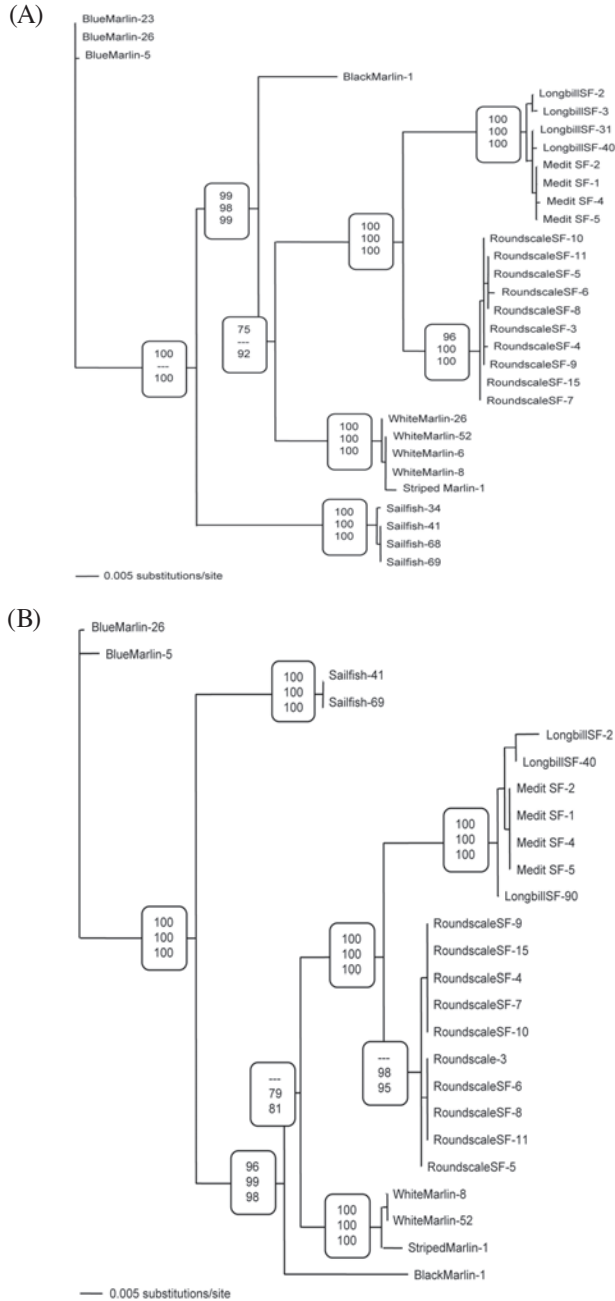 (A)
BlueMarlin-23
BlueMarlin-26
BlueMarlin-5
BlackMarlin-1
LongbillSF-2
LongbillSF-3
LongbillSF-31
LongbillSF-40
Medit SF-2
Medit SF-1
Medit SF-4
Medit SF-5
100
100
100
99
98
99
100
100
100
RoundscaleSF-10
RoundscaleSF-11
RoundscaleSF-5
RoundscaleSF-6
RoundscaleSF-8
RoundscaleSF-3
RoundscaleSF-4
RoundscaleSF-9
RoundscaleSF-15
RoundscaleSF-7
75
---
92
96
100
100
100
---
100
WhiteMarlin-26
WhiteMarlin-52
WhiteMarlin-6
WhiteMarlin-8
Striped Marlin-1
100
100
100
Sailfish-34
Sailfish-41
Sailfish-68
Sailfish-69
100
100
100
0.005 substitutions/site
(B)
BlueMarlin-26
BlueMarlin-5
Sailfish-41
Sailfish-69
100
100
100
LongbillSF-2
LongbillSF-40
Medit SF-2
Medit SF-1
Medit SF-4
Medit SF-5
LongbillSF-90
100
100
100
100
100
100
100
100
100
RoundscaleSF-9
RoundscaleSF-15
RoundscaleSF-4
RoundscaleSF-7
RoundscaleSF-10
Roundscale-3
RoundscaleSF-6
RoundscaleSF-8
RoundscaleSF-11
RoundscaleSF-5
---
98
95
---
79
81
96
99
98
WhiteMarlin-8
WhiteMarlin-52
StripedMarlin-1
100
100
100
BlackMarlin-1
0.005 substitutions/site